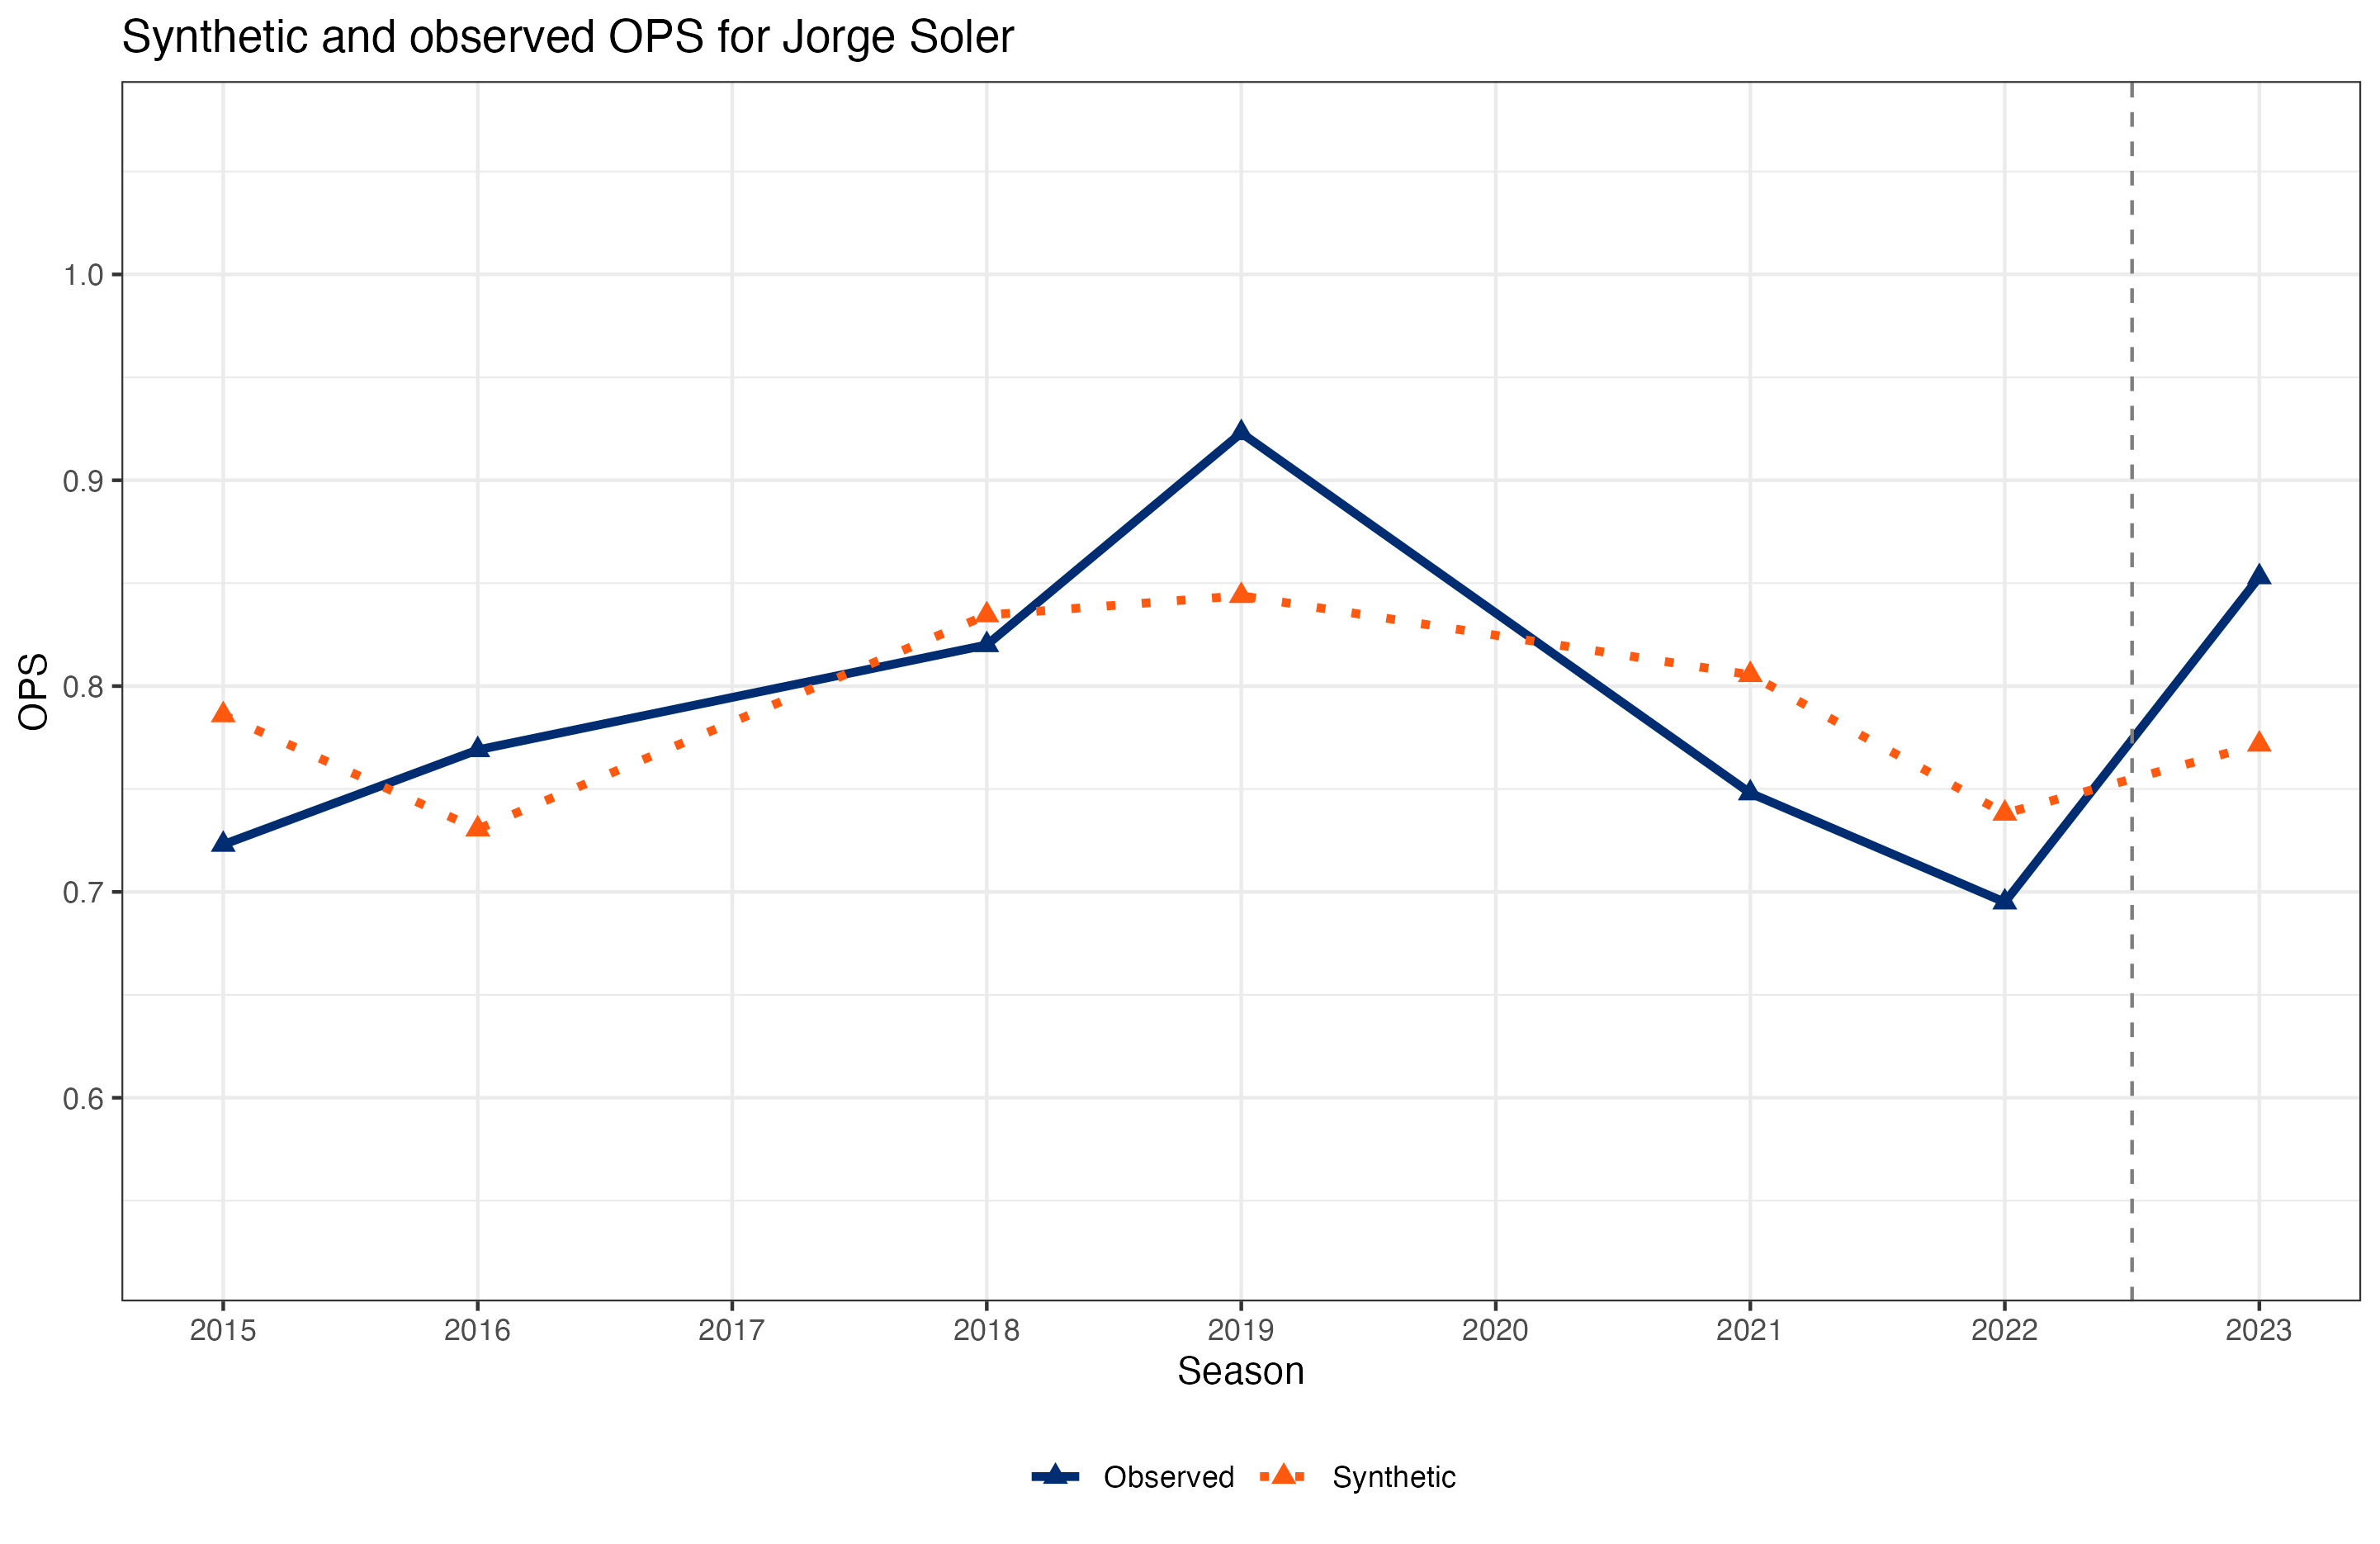 Synthetic and observed OPS for Jorge Soler
OPS
1.0
0.9
0.8
0.7
0.6
2015 2016 2017 2018 2019 2020 2021 2022 2023
Season
Observed Synthetic